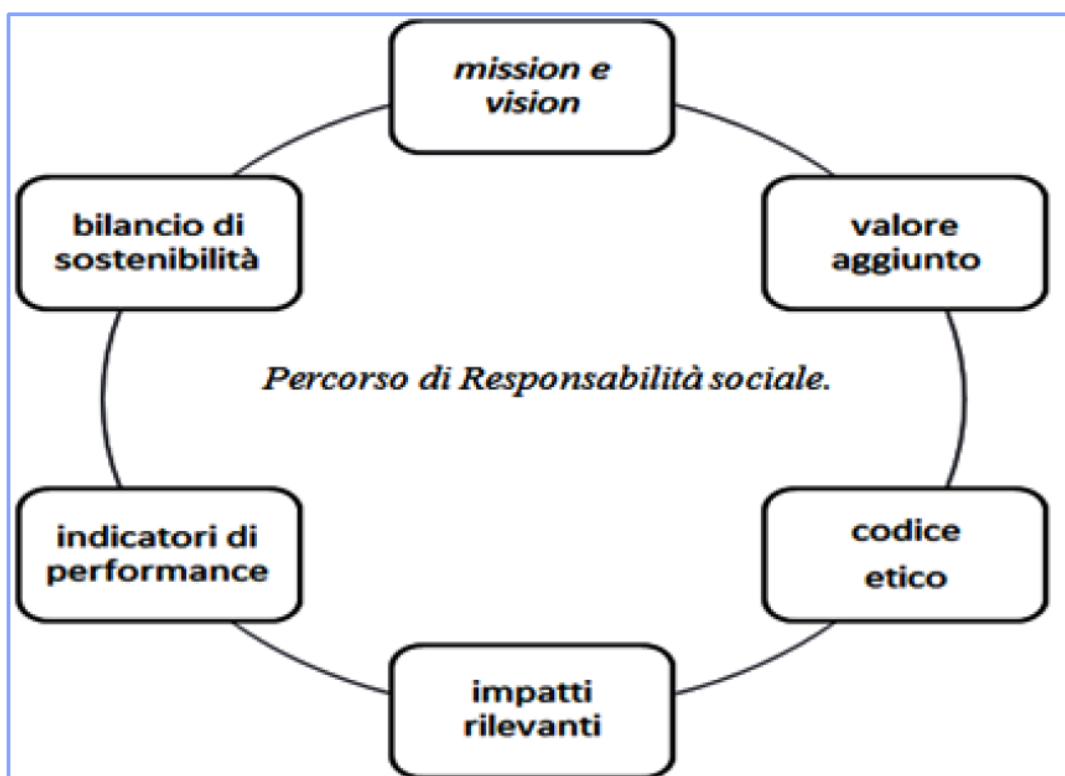 mission e
vision
bilancio di
sostenibilità
valore
aggiunto
Percorso di Responsabilità sociale.
indicatori di
performance
codice
etico
impatti
rilevanti